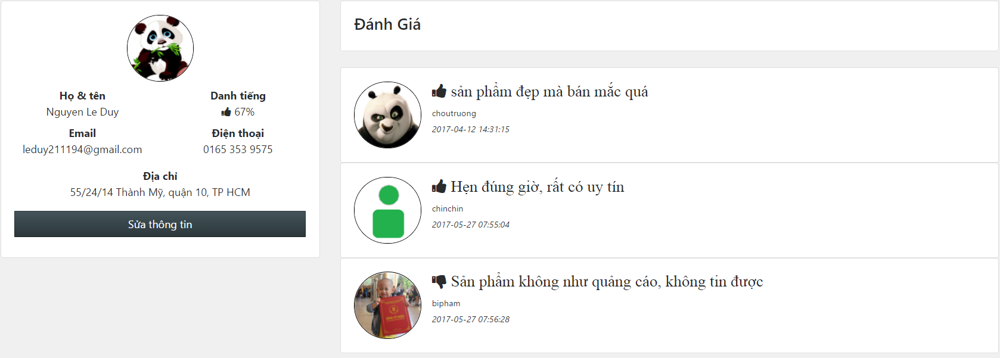 Họ & tên
Nguyen Le Duy
Danh tiếng
67%
Email
leduy211194@gmail.com
Điện thoại
0165 353 9575
Địa chỉ
55/24/14 Thành Mỹ, quận 10, TP HCM
Sửa thông tin
Đánh Giá
sản phẩm đẹp mà bán mắc quá
choutruong
2017-04-12 14:31:15
Hẹn đúng giờ, rất có uy tín
chinchin
2017-05-27 07:55:04
Sản phẩm không như quảng cáo, không tin được
bipham
2017-05-27 07:56:28